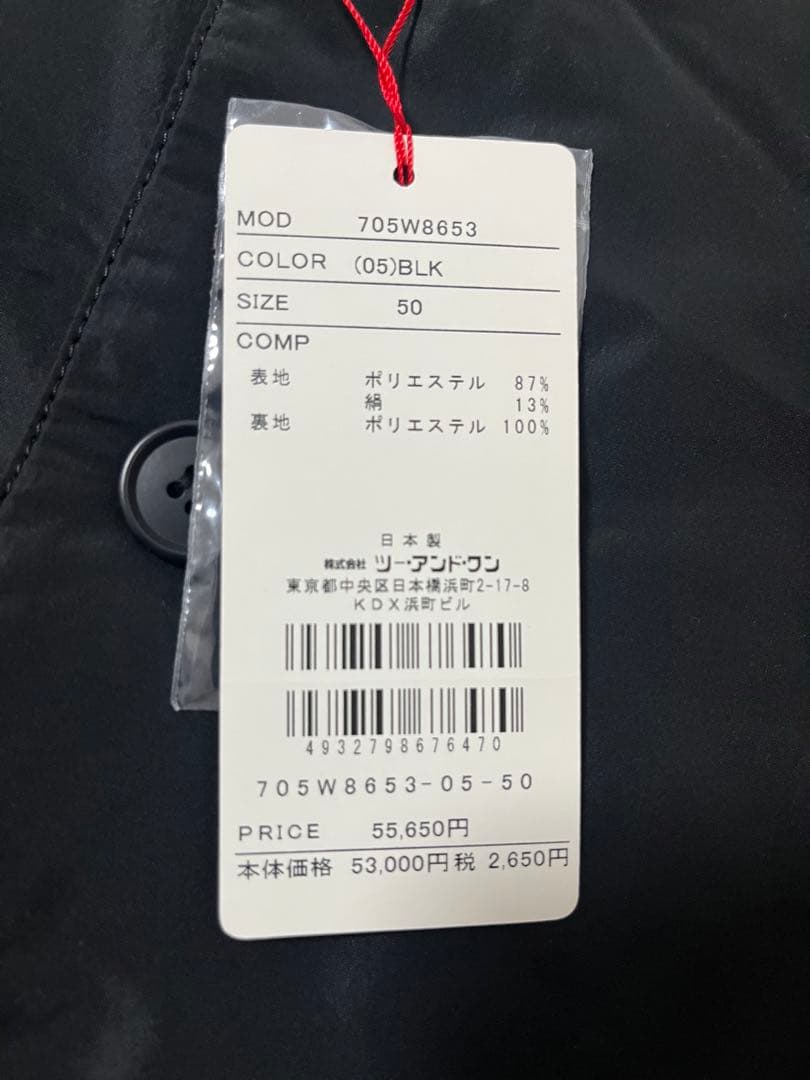 MOD 705W8653
COLOR (05)BLK
SIZE 50
COMP
表地 ポリエステル 87%
絹 13%
裏地 ポリエステル 100%
日本製
株式会社 ツー・アンド・ワン
東京都中央区日本橋浜町2-17-8
KDX浜町ビル
4932798676470
705W8653-05-50
PRICE 55,650円
本体価格 53,000円 税 2,650円